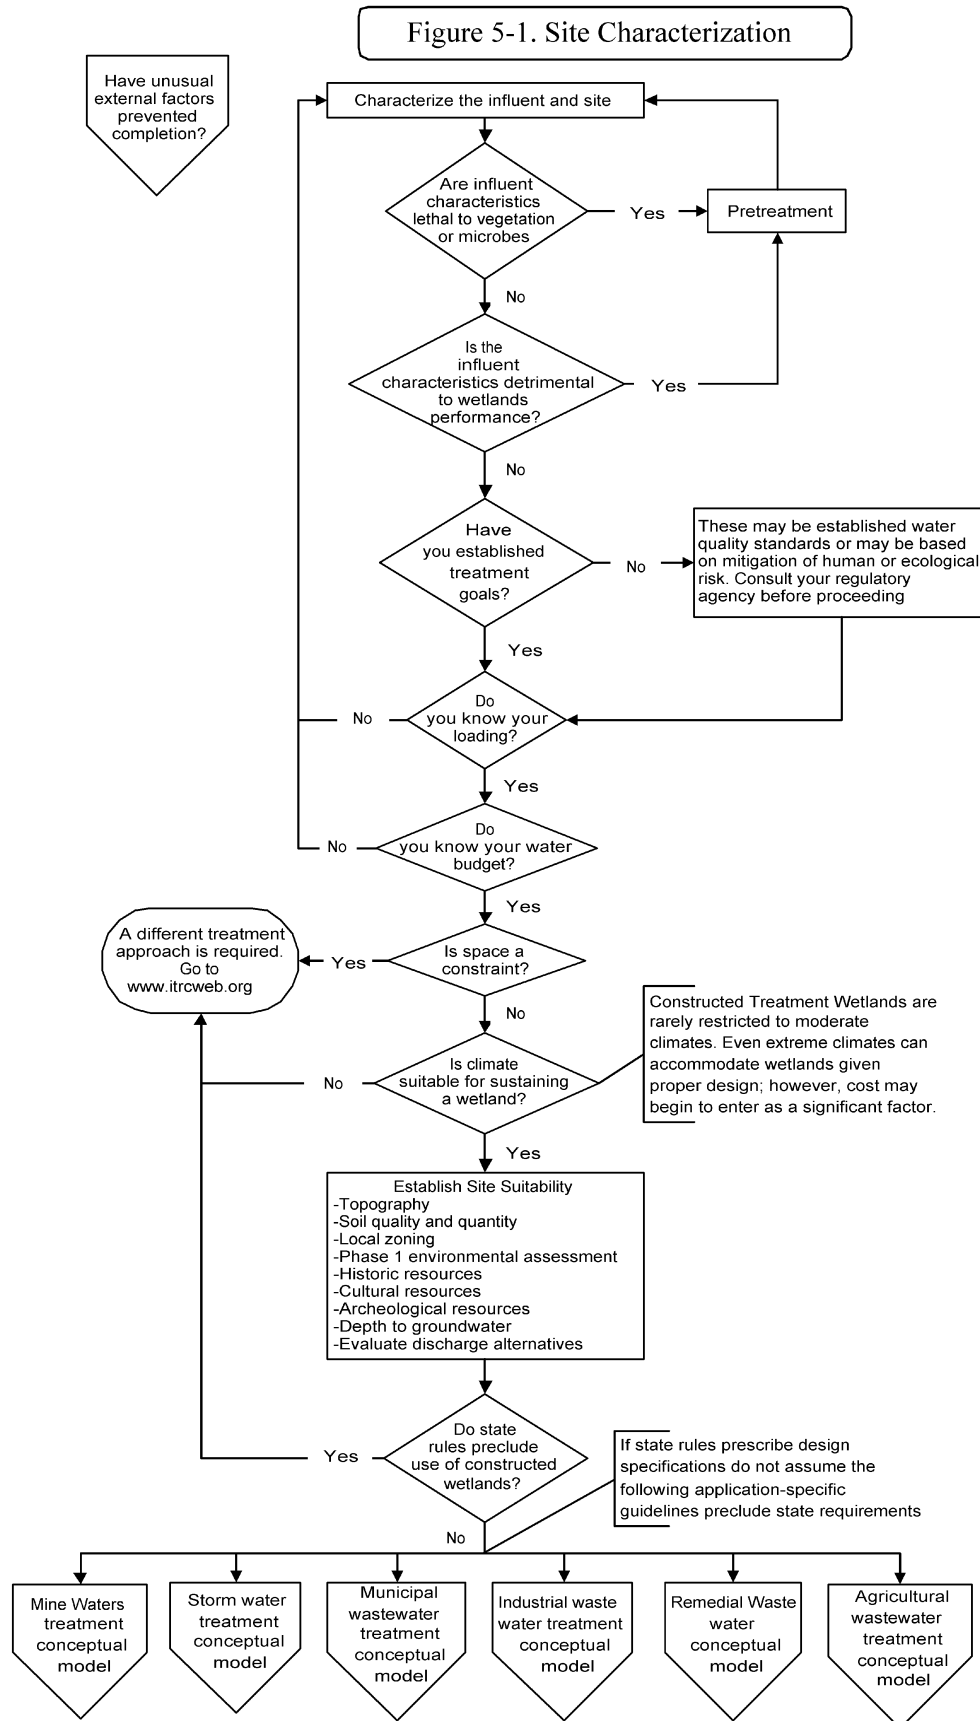 Figure 5-1. Site Characterization
Have unusual
external factors
prevented
completion?
Characterize the influent and site
Are influent
characteristics
lethal to vegetation
or microbes
Yes
Pretreatment
No
Is the
influent
characteristics detrimental
to wetlands
performance?
Yes
No
Have
you established
treatment
goals?
No
These may be established water
quality standards or may be based
on mitigation of human or ecological
risk. Consult your regulatory
agency before proceeding
Yes
Do
you know your
loading?
No
Yes
Do
you know your water
budget?
No
Yes
Is space a
constraint?
Yes
A different treatment
approach is required.
Go to
www.itrcweb.org
No
Is climate
suitable for sustaining
a wetland?
No
Constructed Treatment Wetlands are
rarely restricted to moderate
climates. Even extreme climates can
accommodate wetlands given
proper design; however, cost may
begin to enter as a significant factor.
Yes
Establish Site Suitability
-Topography
-Soil quality and quantity
-Local zoning
-Phase 1 environmental assessment
-Historic resources
-Cultural resources
-Archeological resources
-Depth to groundwater
-Evaluate discharge alternatives
Do state
rules preclude
use of constructed
wetlands?
Yes
If state rules prescribe design
specifications do not assume the
following application-specific
guidelines preclude state requirements
No
Mine Waters
treatment
conceptual
model
Storm water
treatment
conceptual
model
Municipal
wastewater
treatment
conceptual
model
Industrial waste
water treatment
conceptual
model
Remedial Waste
water
conceptual
model
Agricultural
wastewater
treatment
conceptual
model